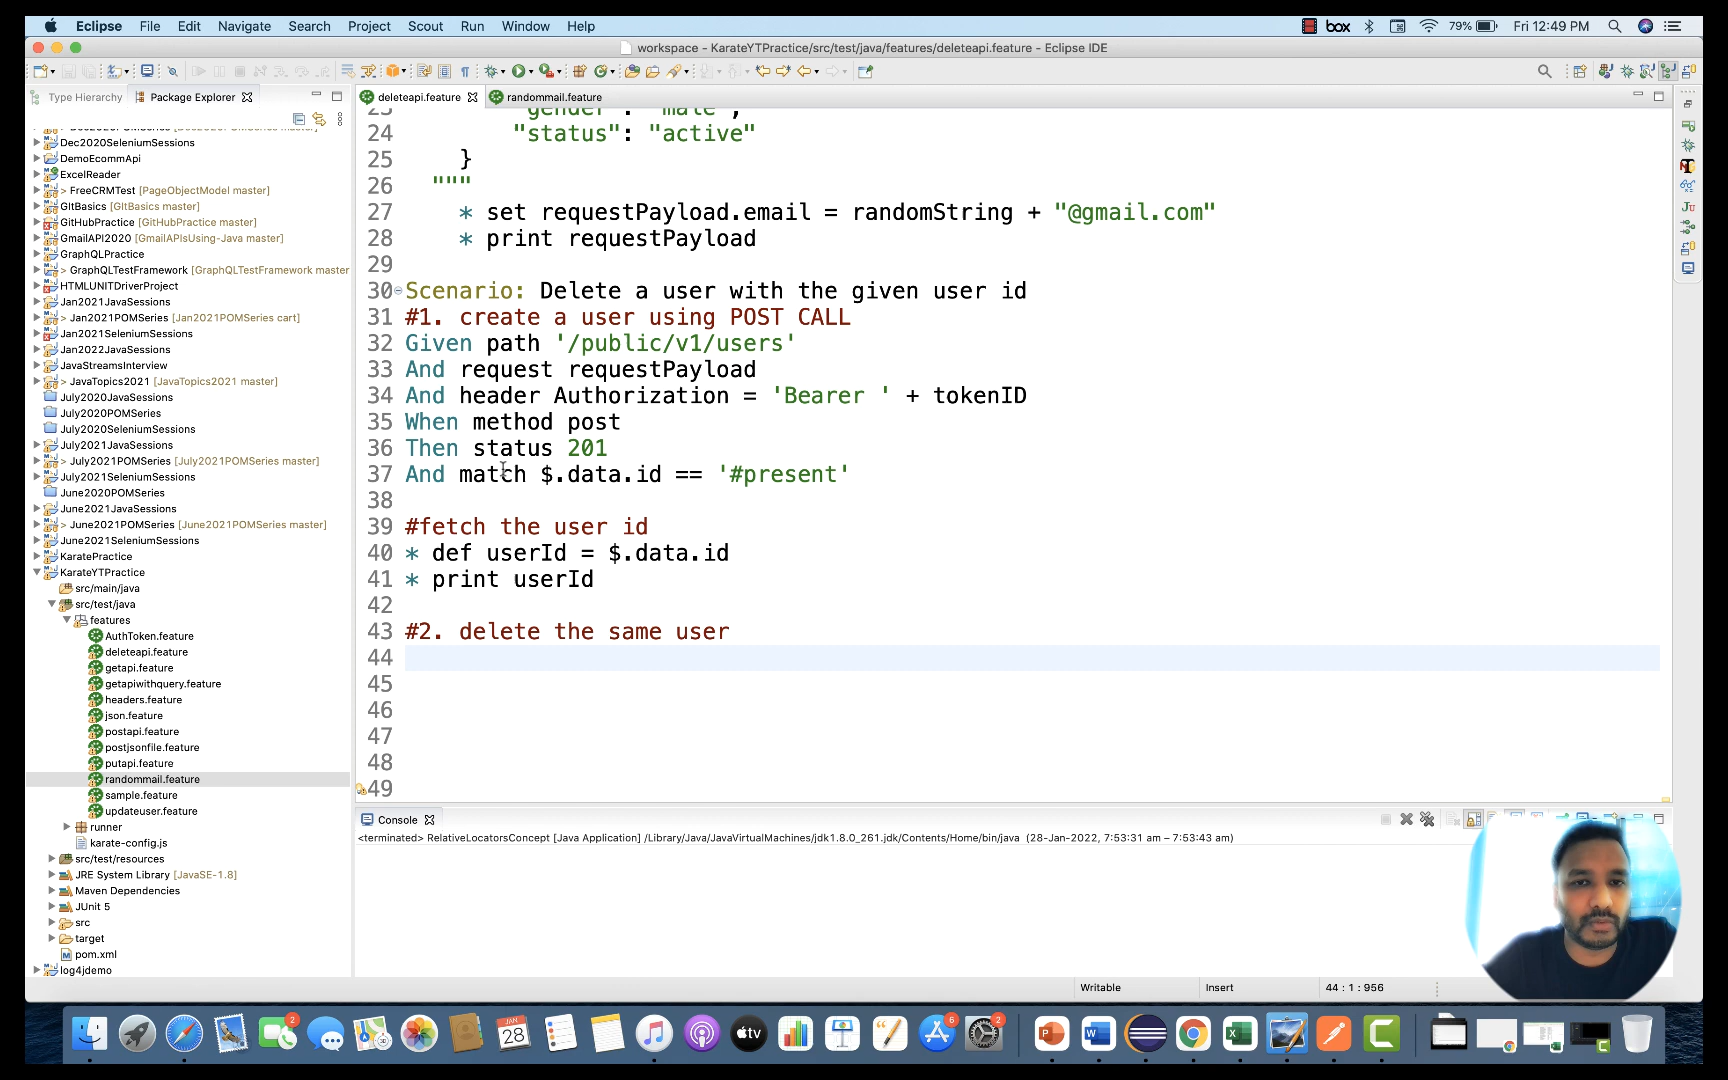 Eclipse File Edit Navigate Search Project Scout Run Window Help
box 79% Fri 12:49 PM
workspace - KarateYTPractice/src/test/java/features/deleteapi.feature - Eclipse IDE
Type Hierarchy Package Explorer
deleteapi.feature randommail.feature
Dec2020SeleniumSessions
DemoEcommApi
ExcelReader
> FreeCRMTest [PageObjectModel master]
GItBasics [GitBasics master]
GitHubPractice [GitHubPractice master]
GmailAPI2020 [GmailAPIsUsing-Java master]
GraphQLPractice
> GraphQLTestFramework [GraphQLTestFramework master
HTMLUNITDriverProject
Jan2021JavaSessions
> Jan2021POMSeries [Jan2021POMSeries cart]
Jan2021SeleniumSessions
Jan2022JavaSessions
JavaStreamsInterview
> JavaTopics2021 [JavaTopics2021 master]
July2020JavaSessions
July2020POMSeries
July2020SeleniumSessions
July2021JavaSessions
> July2021POMSeries [July2021POMSeries master]
July2021SeleniumSessions
June2020POMSeries
June2021JavaSessions
> June2021POMSeries [June2021POMSeries master]
June2021SeleniumSessions
KaratePractice
KarateYTPractice
src/main/java
src/test/java
features
AuthToken.feature
deleteapi.feature
getapi.feature
getapiwithquery.feature
headers.feature
json.feature
postapi.feature
postjsonfile.feature
putapi.feature
randommail.feature
sample.feature
updateuser.feature
runner
karate-config.js
src/test/resources
JRE System Library [JavaSE-1.8]
Maven Dependencies
JUnit 5
src
target
pom.xml
log4jdemo
23 "gender": "male",
24 "status": "active"
25 }
26 """
27 * set requestPayload.email = randomString + "@gmail.com"
28 * print requestPayload
29
30 Scenario: Delete a user with the given user id
31 #1. create a user using POST CALL
32 Given path '/public/v1/users'
33 And request requestPayload
34 And header Authorization = 'Bearer ' + tokenID
35 When method post
36 Then status 201
37 And match $.data.id == '#present'
38
39 #fetch the user id
40 * def userId = $.data.id
41 * print userId
42
43 #2. delete the same user
44
45
46
47
48
49
Console
<terminated> RelativeLocatorsConcept [Java Application] /Library/Java/JavaVirtualMachines/jdk1.8.0_261.jdk/Contents/Home/bin/java (28-Jan-2022, 7:53:31 am – 7:53:43 am)
Writable Insert 44 : 1 : 956
2 JAN 28 tv 6 2